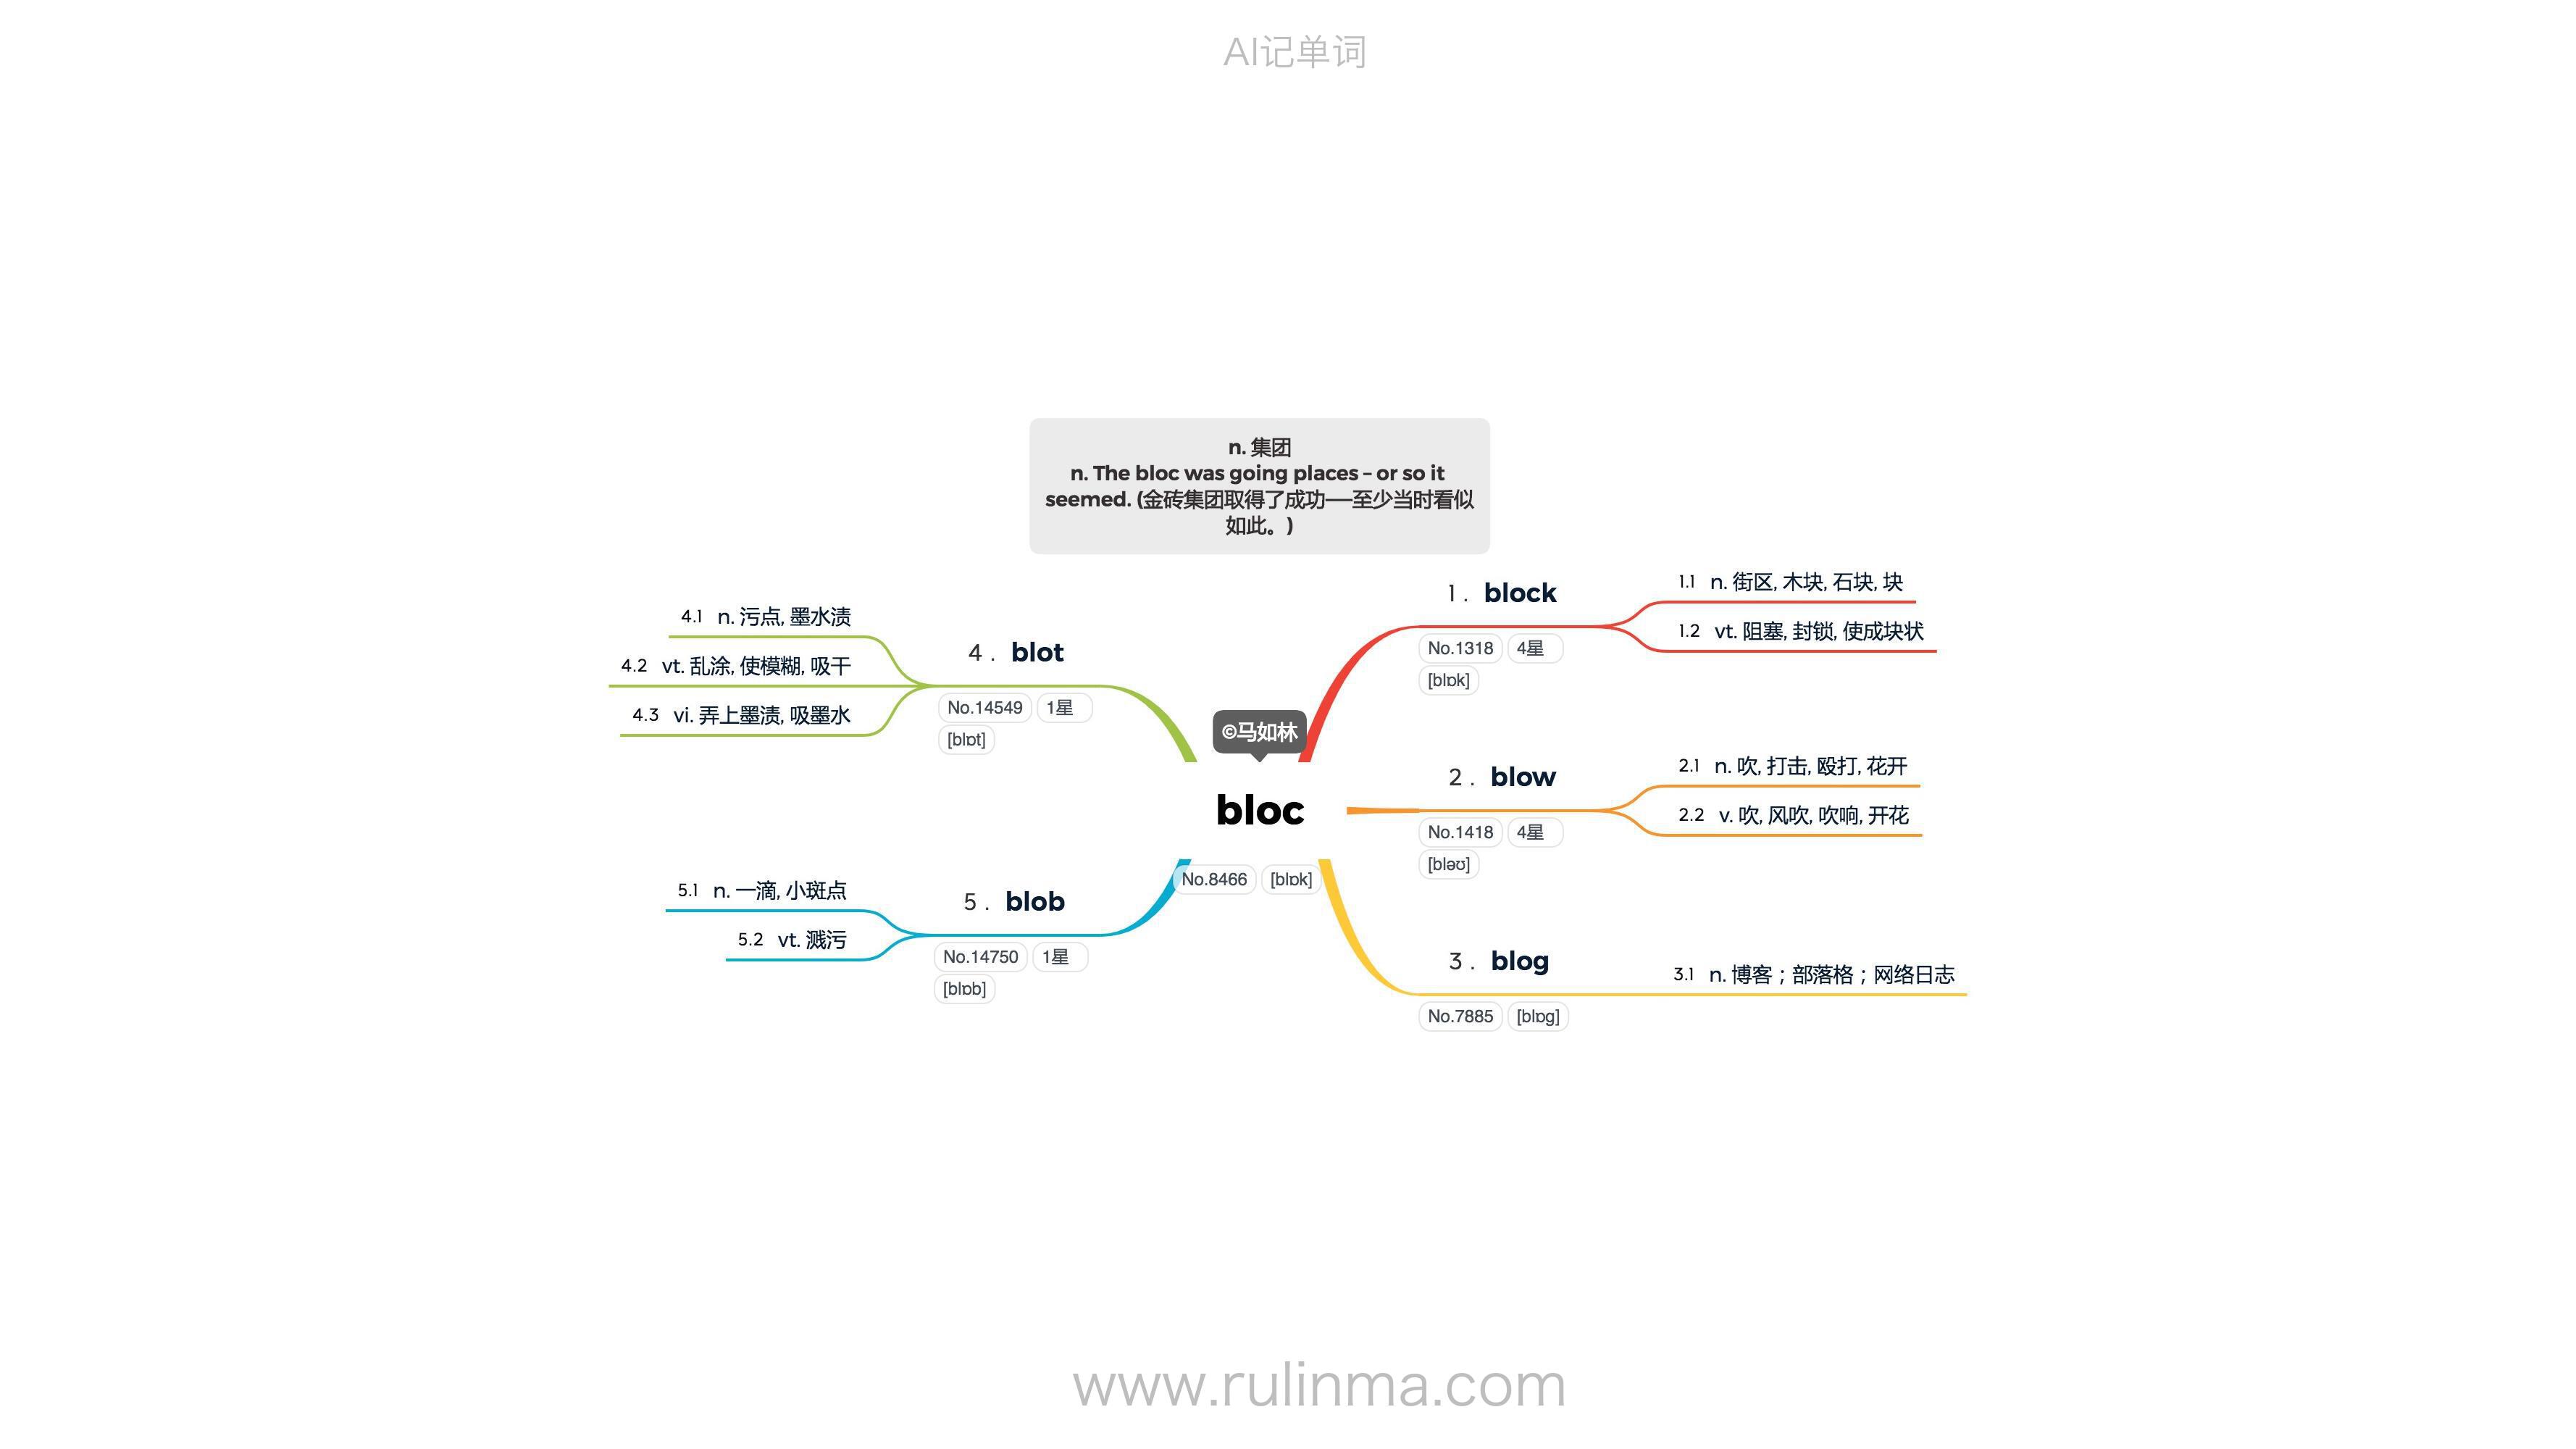 AI记单词
n. 集团
n. The bloc was going places – or so it
seemed. (金砖集团取得了成功──至少当时看似
如此。)
©马如林
bloc
No.8466 [blɒk]
1. block
No.1318 4星
[blɒk]
1.1 n. 街区, 木块, 石块, 块
1.2 vt. 阻塞, 封锁, 使成块状
2. blow
No.1418 4星
[bləʊ]
2.1 n. 吹, 打击, 殴打, 花开
2.2 v. 吹, 风吹, 吹响, 开花
3. blog
No.7885 [blɒg]
3.1 n. 博客；部落格；网络日志
4. blot
No.14549 1星
[blɒt]
4.1 n. 污点, 墨水渍
4.2 vt. 乱涂, 使模糊, 吸干
4.3 vi. 弄上墨渍, 吸墨水
5. blob
No.14750 1星
[blɒb]
5.1 n. 一滴, 小斑点
5.2 vt. 溅污
www.rulinma.com